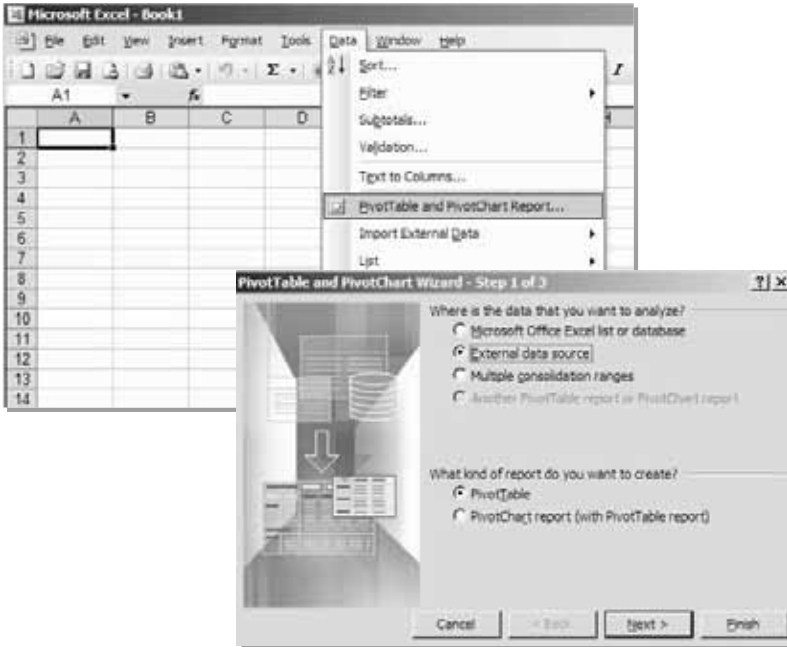 Microsoft Excel - Book1
File Edit View Insert Format Tools Data Window Help
Σ
I
A1 fx
A B C D H
1
2
3
4
5
6
7
8
9
10
11
12
13
14
Sort...
Filter
Subtotals...
Validation...
Text to Columns...
PivotTable and PivotChart Report...
Import External Data
List
PivotTable and PivotChart Wizard - Step 1 of 3
Where is the data that you want to analyze?
Microsoft Office Excel list or database
External data source
Multiple consolidation ranges
Another PivotTable report or PivotChart report
What kind of report do you want to create?
PivotTable
PivotChart report (with PivotTable report)
Cancel < Back Next > Finish